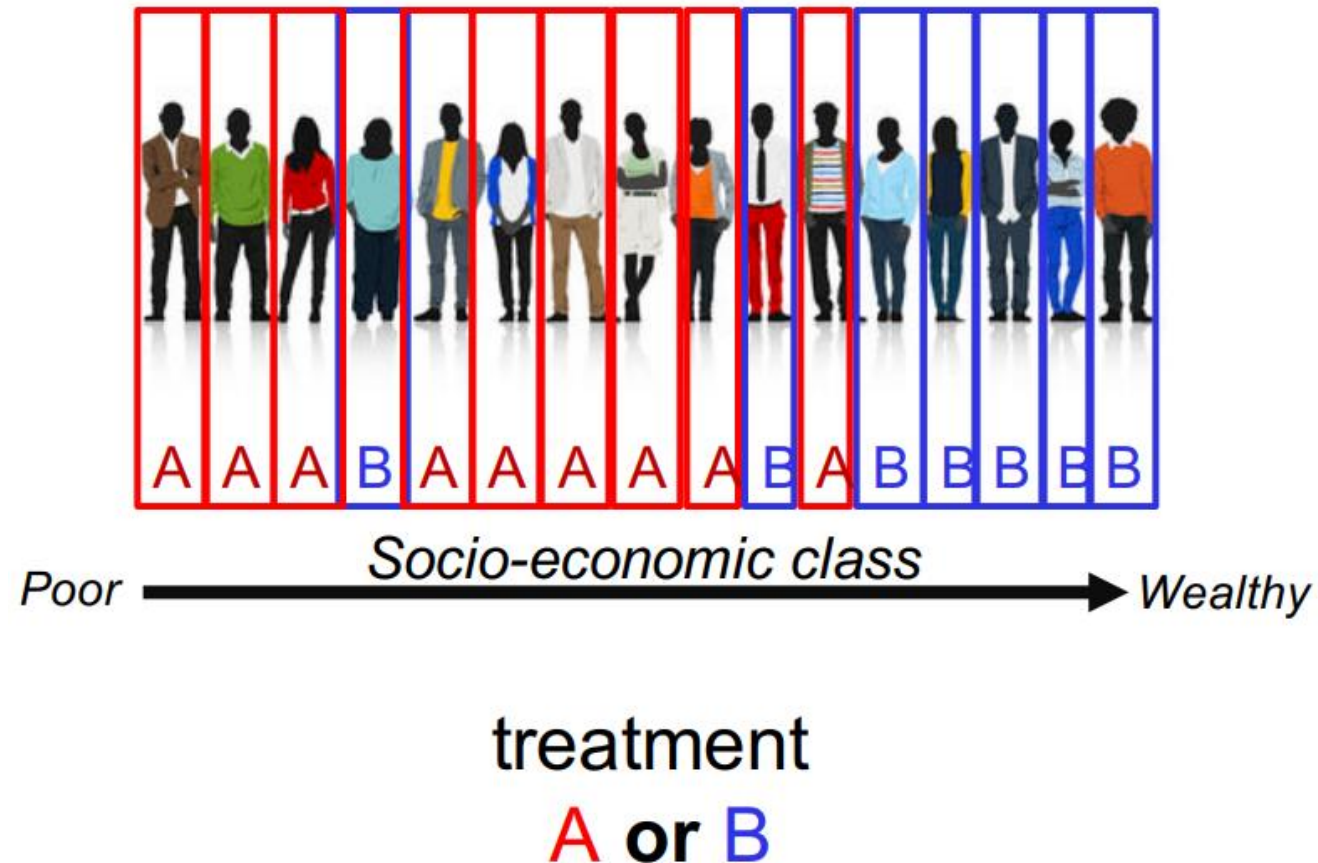 A A A B A A A A A B A B B B B B
Socio-economic class
Poor Wealthy
treatment
A or B